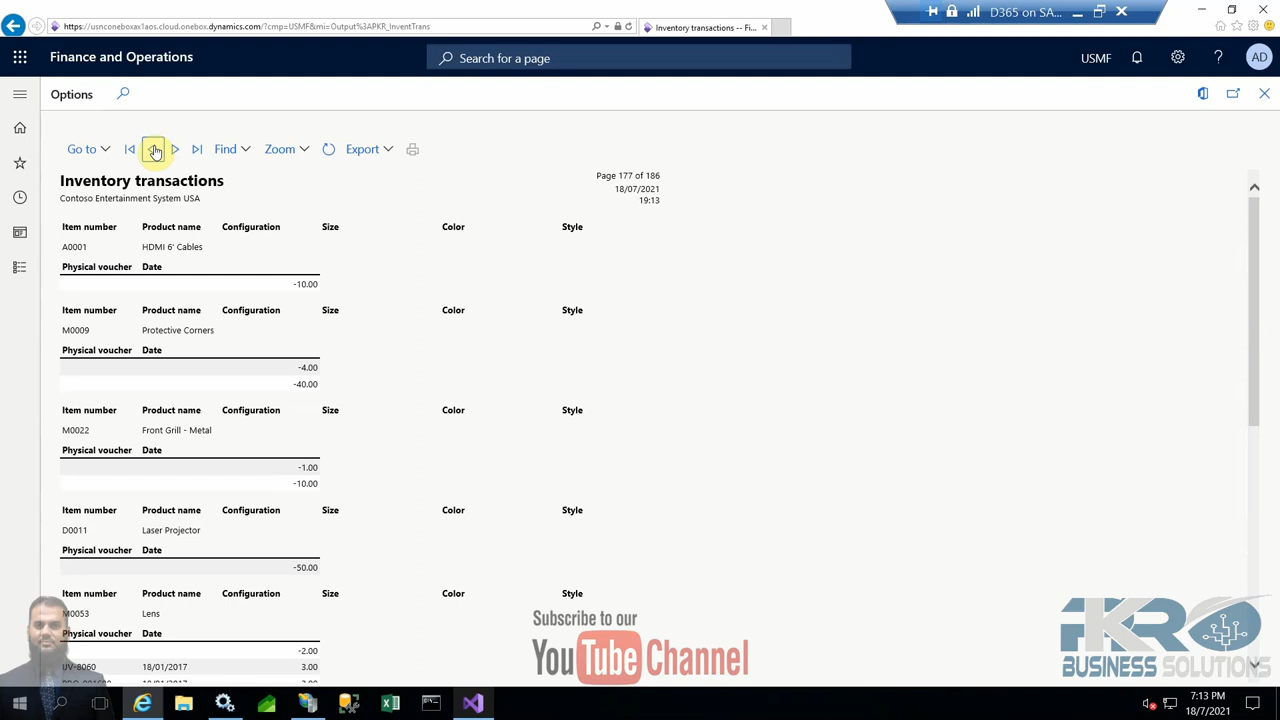 https://usnconeboxax1aos.cloud.onebox.dynamics.com/?cmp=USMF&mi=Output%3APKR_InventTrans
Inventory transactions -- Fi...
D365 on SA...
Finance and Operations
Search for a page
USMF
AD
Options
Go to
Find
Zoom
Export
Inventory transactions
Page 177 of 186
Contoso Entertainment System USA
18/07/2021
19:13
Item number Product name Configuration Size Color Style
A0001 HDMI 6' Cables
Physical voucher Date
-10.00
Item number Product name Configuration Size Color Style
M0009 Protective Corners
Physical voucher Date
-4.00
-40.00
Item number Product name Configuration Size Color Style
M0022 Front Grill - Metal
Physical voucher Date
-1.00
-10.00
Item number Product name Configuration Size Color Style
D0011 Laser Projector
Physical voucher Date
-50.00
Item number Product name Configuration Size Color Style
M0053 Lens
Physical voucher Date
-2.00
IJV-8060 18/01/2017 3.00
Subscribe to our
YouTube Channel
PKR
BUSINESS SOLUTIONS
7:13 PM
18/7/2021